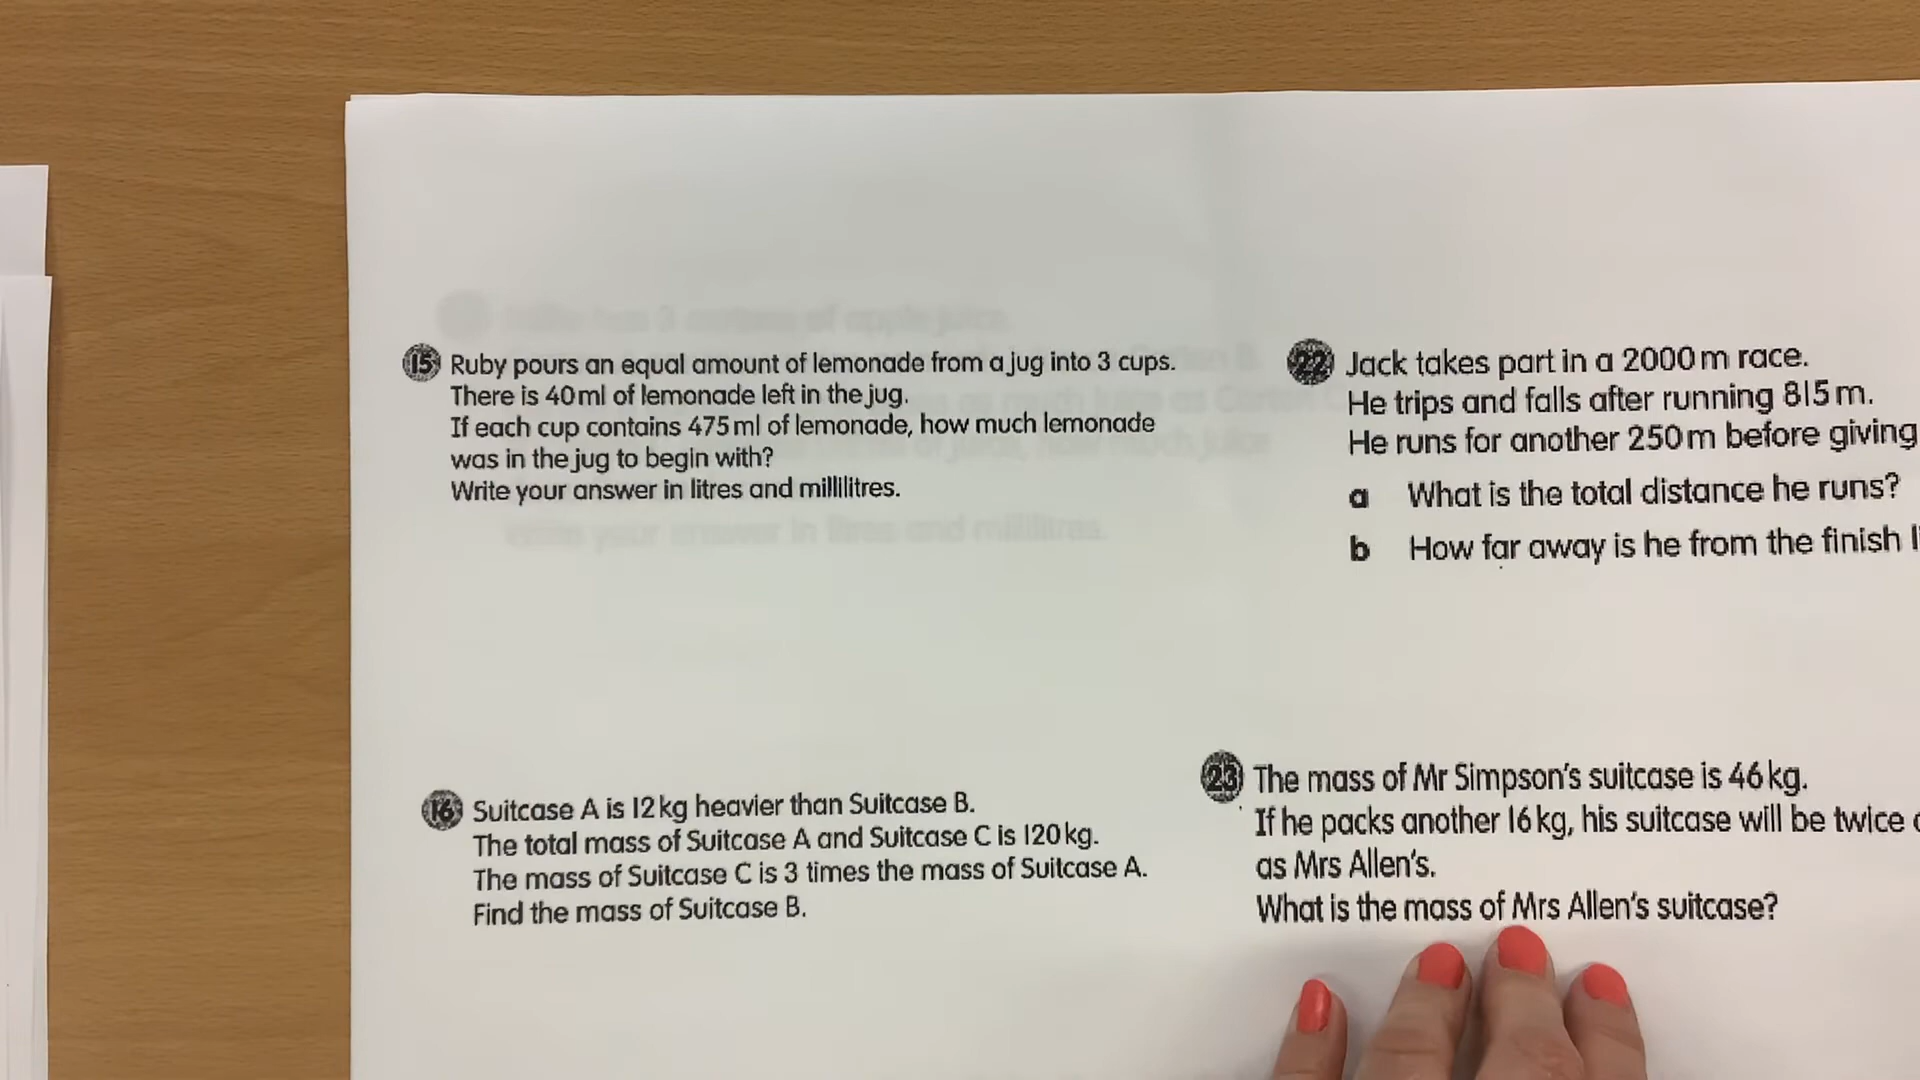 15 Ruby pours an equal amount of lemonade from a jug into 3 cups.
There is 40 ml of lemonade left in the jug.
If each cup contains 475 ml of lemonade, how much lemonade
was in the jug to begin with?
Write your answer in litres and millilitres.
16 Suitcase A is 12 kg heavier than Suitcase B.
The total mass of Suitcase A and Suitcase C is 120 kg.
The mass of Suitcase C is 3 times the mass of Suitcase A.
Find the mass of Suitcase B.
22 Jack takes part in a 2000 m race.
He trips and falls after running 815 m.
He runs for another 250 m before giving
a What is the total distance he runs?
b How far away is he from the finish
23 The mass of Mr Simpson's suitcase is 46 kg.
If he packs another 16 kg, his suitcase will be twice
as Mrs Allen's.
What is the mass of Mrs Allen's suitcase?